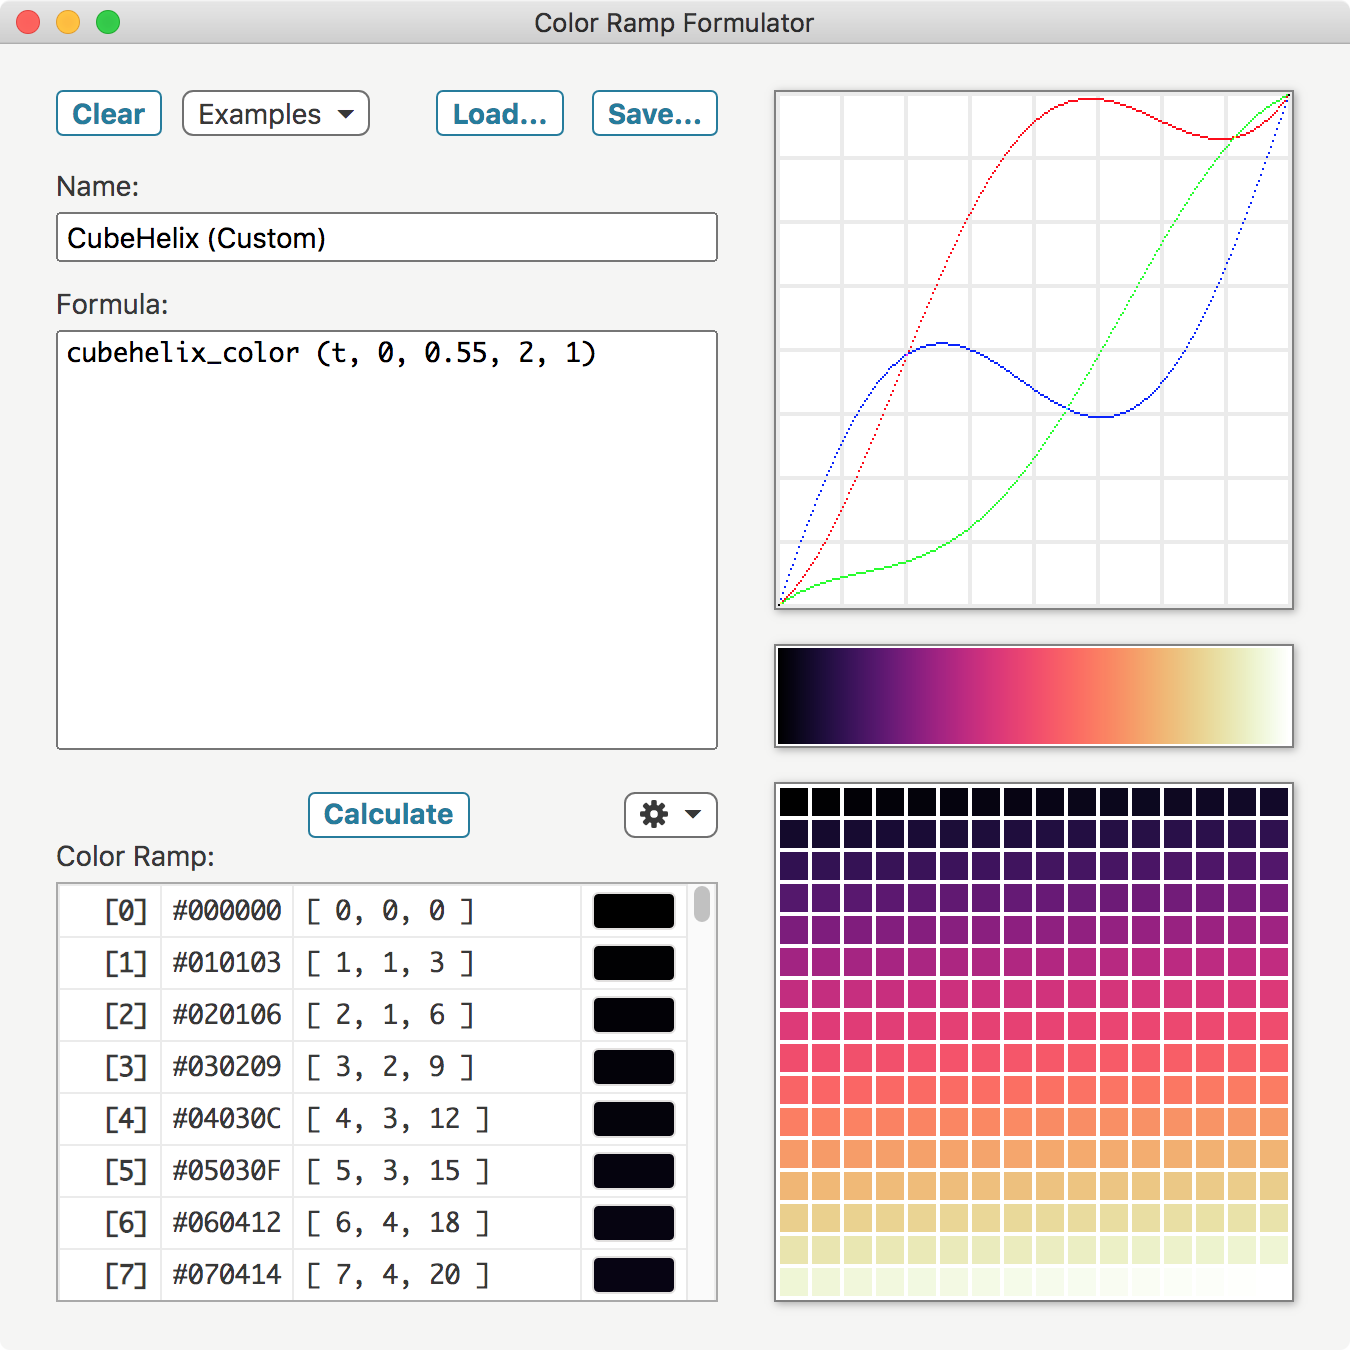 Color Ramp Formulator
Clear Examples Load... Save...
Name:
CubeHelix (Custom)
Formula:
cubehelix_color (t, 0, 0.55, 2, 1)
Calculate
Color Ramp:
[0] #000000 [ 0, 0, 0 ]
[1] #010103 [ 1, 1, 3 ]
[2] #020106 [ 2, 1, 6 ]
[3] #030209 [ 3, 2, 9 ]
[4] #04030C [ 4, 3, 12 ]
[5] #05030F [ 5, 3, 15 ]
[6] #060412 [ 6, 4, 18 ]
[7] #070414 [ 7, 4, 20 ]